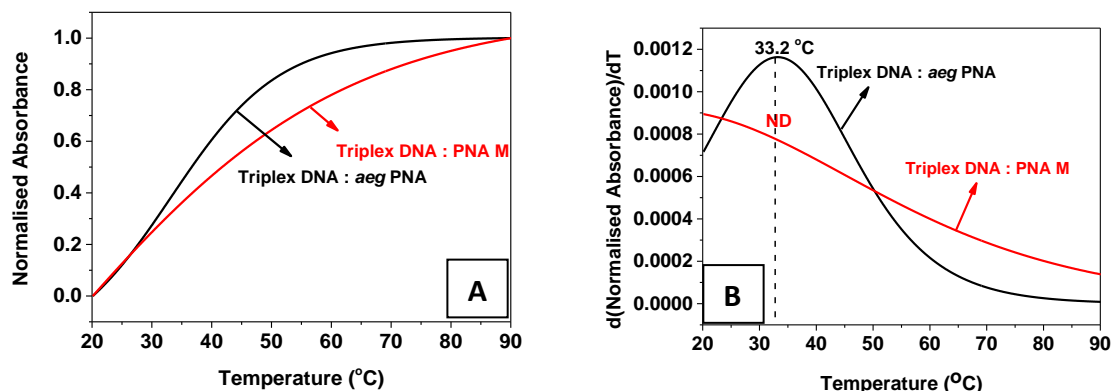 1.0
0.8
0.6
0.4
0.2
0.0
Normalised Absorbance
Triplex DNA : PNA M
Triplex DNA : aeg PNA
A
20 30 40 50 60 70 80 90
Temperature (°C)
0.0012
0.0010
0.0008
0.0006
0.0004
0.0002
0.0000
d(Normalised Absorbance)/dT
33.2 °C
Triplex DNA : aeg PNA
ND
Triplex DNA : PNA M
B
20 30 40 50 60 70 80 90
Temperature (°C)